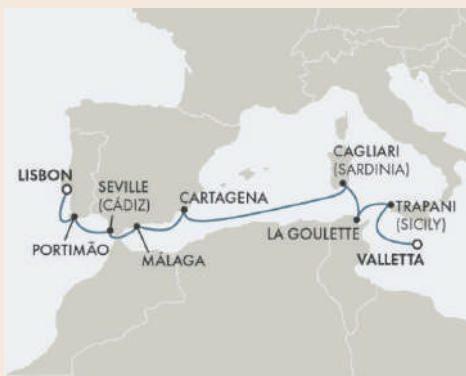 CAGLIARI
(SARDINIA)
LISBON
SEVILLE
(CÁDIZ)
CARTAGENA
TRAPANI
(SICILY)
PORTIMÃO
MÁLAGA
LA GOULETTE
VALLETTA